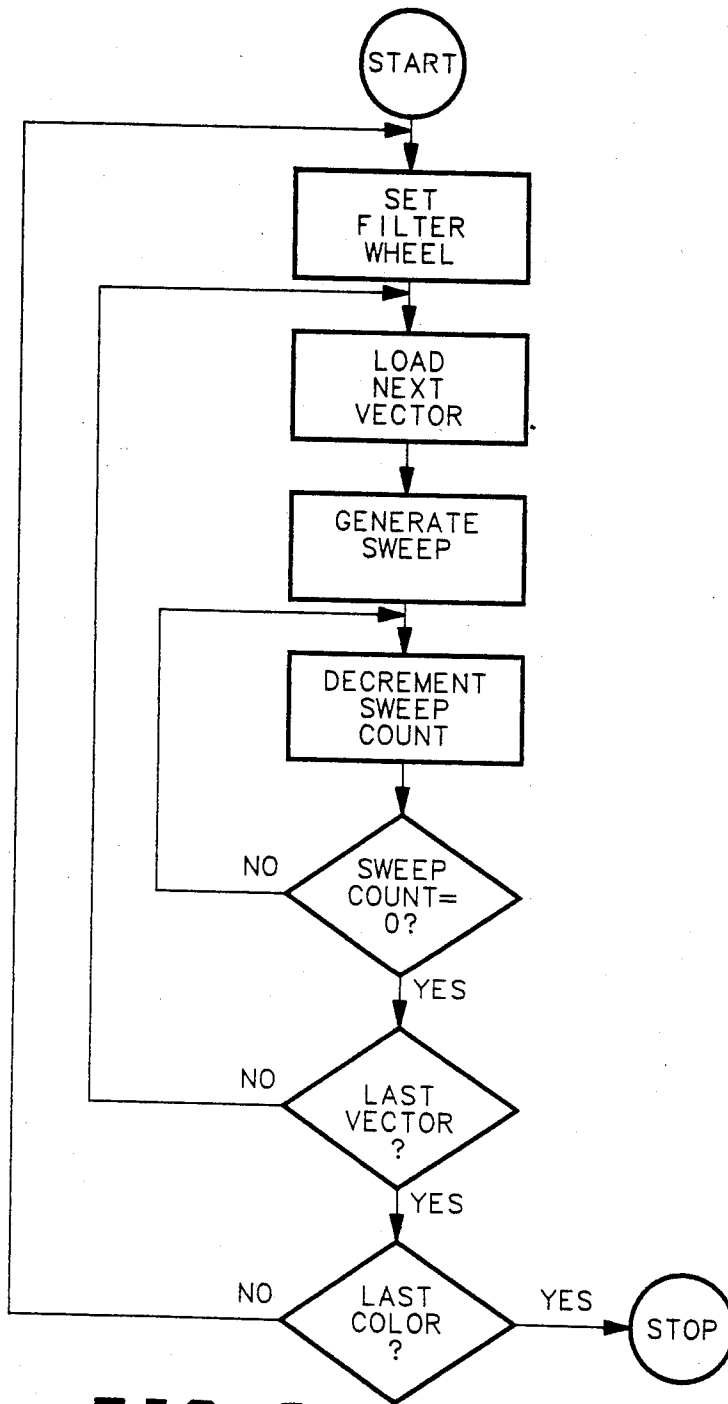 START
SET
FILTER
WHEEL
LOAD
NEXT
VECTOR
GENERATE
SWEEP
DECREMENT
SWEEP
COUNT
NO
SWEEP
COUNT=
0?
YES
NO
LAST
VECTOR
?
YES
NO
LAST
COLOR
?
YES
STOP